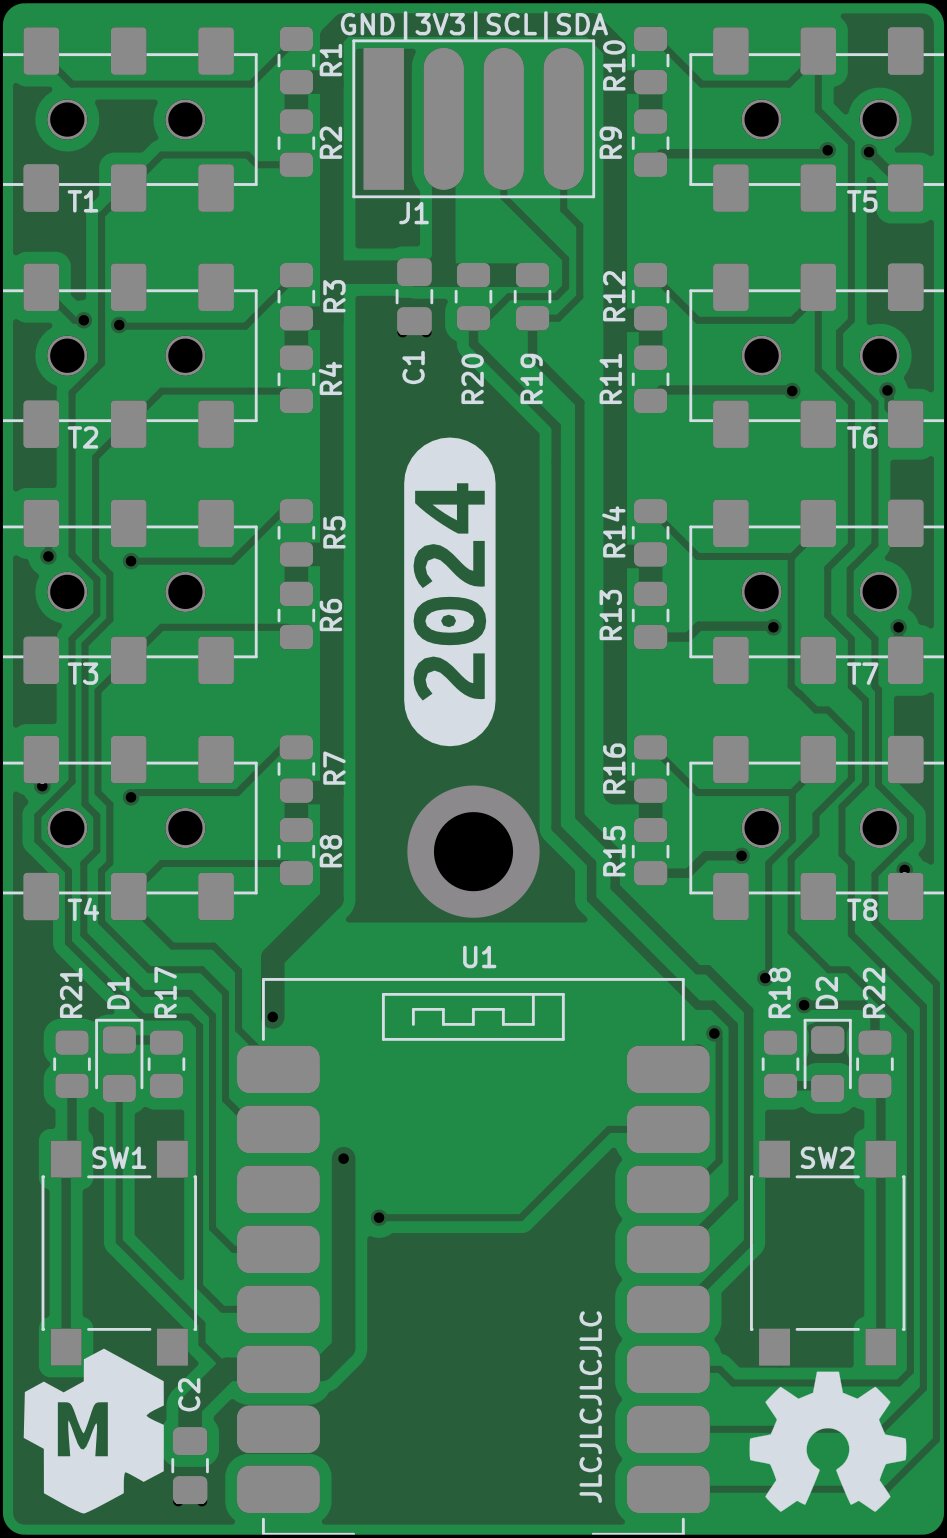 GND|3V3|SCL|SDA
R1
R10
R2
R9
T1
J1
T5
R3
R12
C1
R20
R19
R4
R11
T2
T6
2024
R5
R14
R6
R13
T3
T7
R7
R16
R8
R15
T4
T8
U1
R21
D1
R17
R18
D2
R22
SW1
SW2
C2
JLCJLCJLCJLC
M